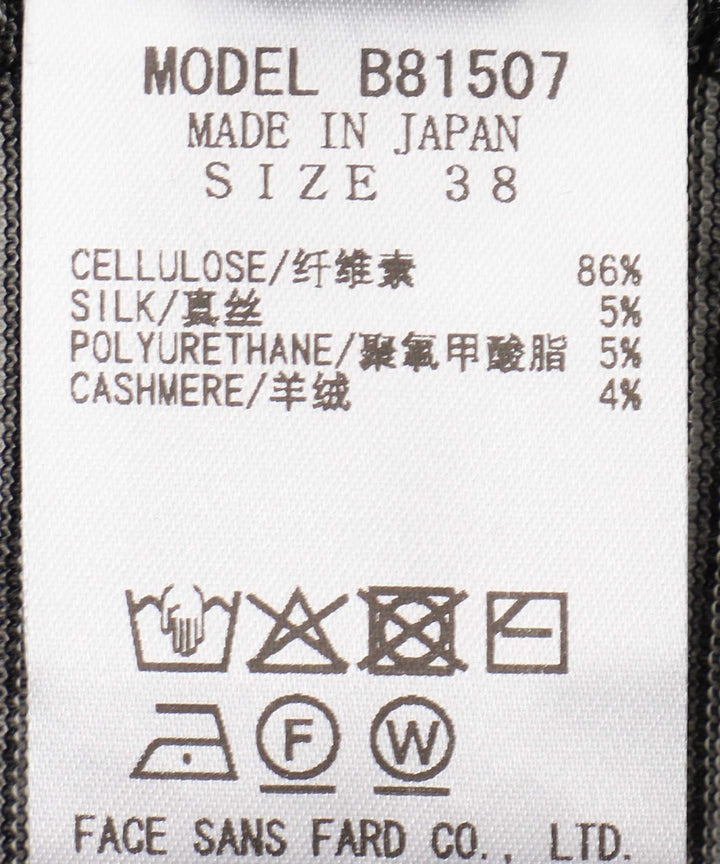 MODEL B81507
MADE IN JAPAN
SIZE 38
CELLULOSE/纤维素 86%
SILK/真丝 5%
POLYURETHANE/聚氧甲酸脂 5%
CASHMERE/羊绒 4%
F W
FACE SANS FARD CO., LTD.